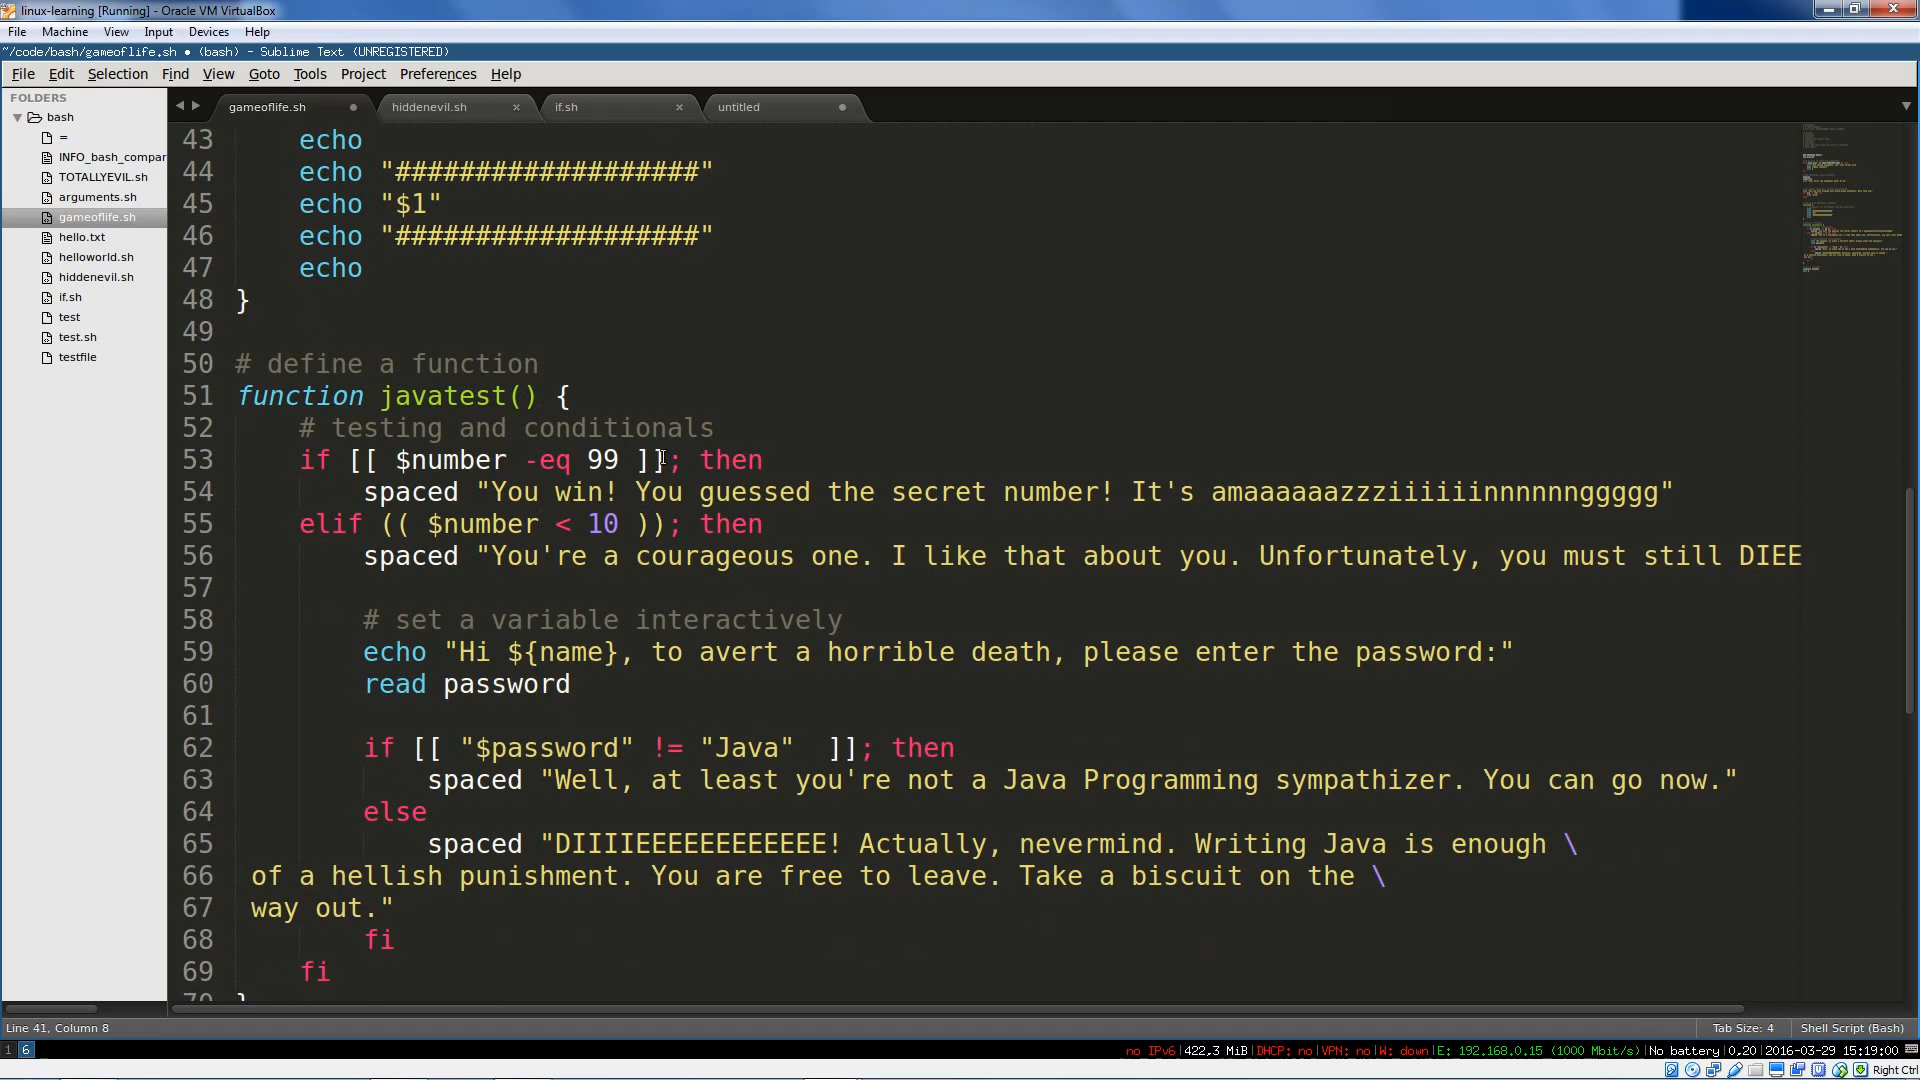 linux-learning [Running] - Oracle VM VirtualBox
File Machine View Input Devices Help
~/code/bash/gameoflife.sh • (bash) - Sublime Text (UNREGISTERED)
File Edit Selection Find View Goto Tools Project Preferences Help
FOLDERS
bash
=
INFO_bash_compar
TOTALLYEVIL.sh
arguments.sh
gameoflife.sh
hello.txt
helloworld.sh
hiddenevil.sh
if.sh
test
test.sh
testfile
gameoflife.sh hiddenevil.sh if.sh untitled
43 echo
44 echo "###################"
45 echo "$1"
46 echo "###################"
47 echo
48 }
49
50 # define a function
51 function javatest() {
52 # testing and conditionals
53 if [[ $number -eq 99 ]]; then
54 spaced "You win! You guessed the secret number! It's amaaaaaazzziiiiiinnnnnnggggg"
55 elif (( $number < 10 )); then
56 spaced "You're a courageous one. I like that about you. Unfortunately, you must still DIEE
57
58 # set a variable interactively
59 echo "Hi ${name}, to avert a horrible death, please enter the password:"
60 read password
61
62 if [[ "$password" != "Java"  ]]; then
63 spaced "Well, at least you're not a Java Programming sympathizer. You can go now."
64 else
65 spaced "DIIIIEEEEEEEEEEEE! Actually, nevermind. Writing Java is enough \
66 of a hellish punishment. You are free to leave. Take a biscuit on the \
67 way out."
68 fi
69 fi
70 }
Line 41, Column 8 Tab Size: 4 Shell Script (Bash)
1 6 no IPv6|422.3 MiB|DHCP: no|VPN: no|W: down|E: 192.168.0.15 (1000 Mbit/s)|No battery|0.20|2016-03-29 15:19:00
Right Ctrl